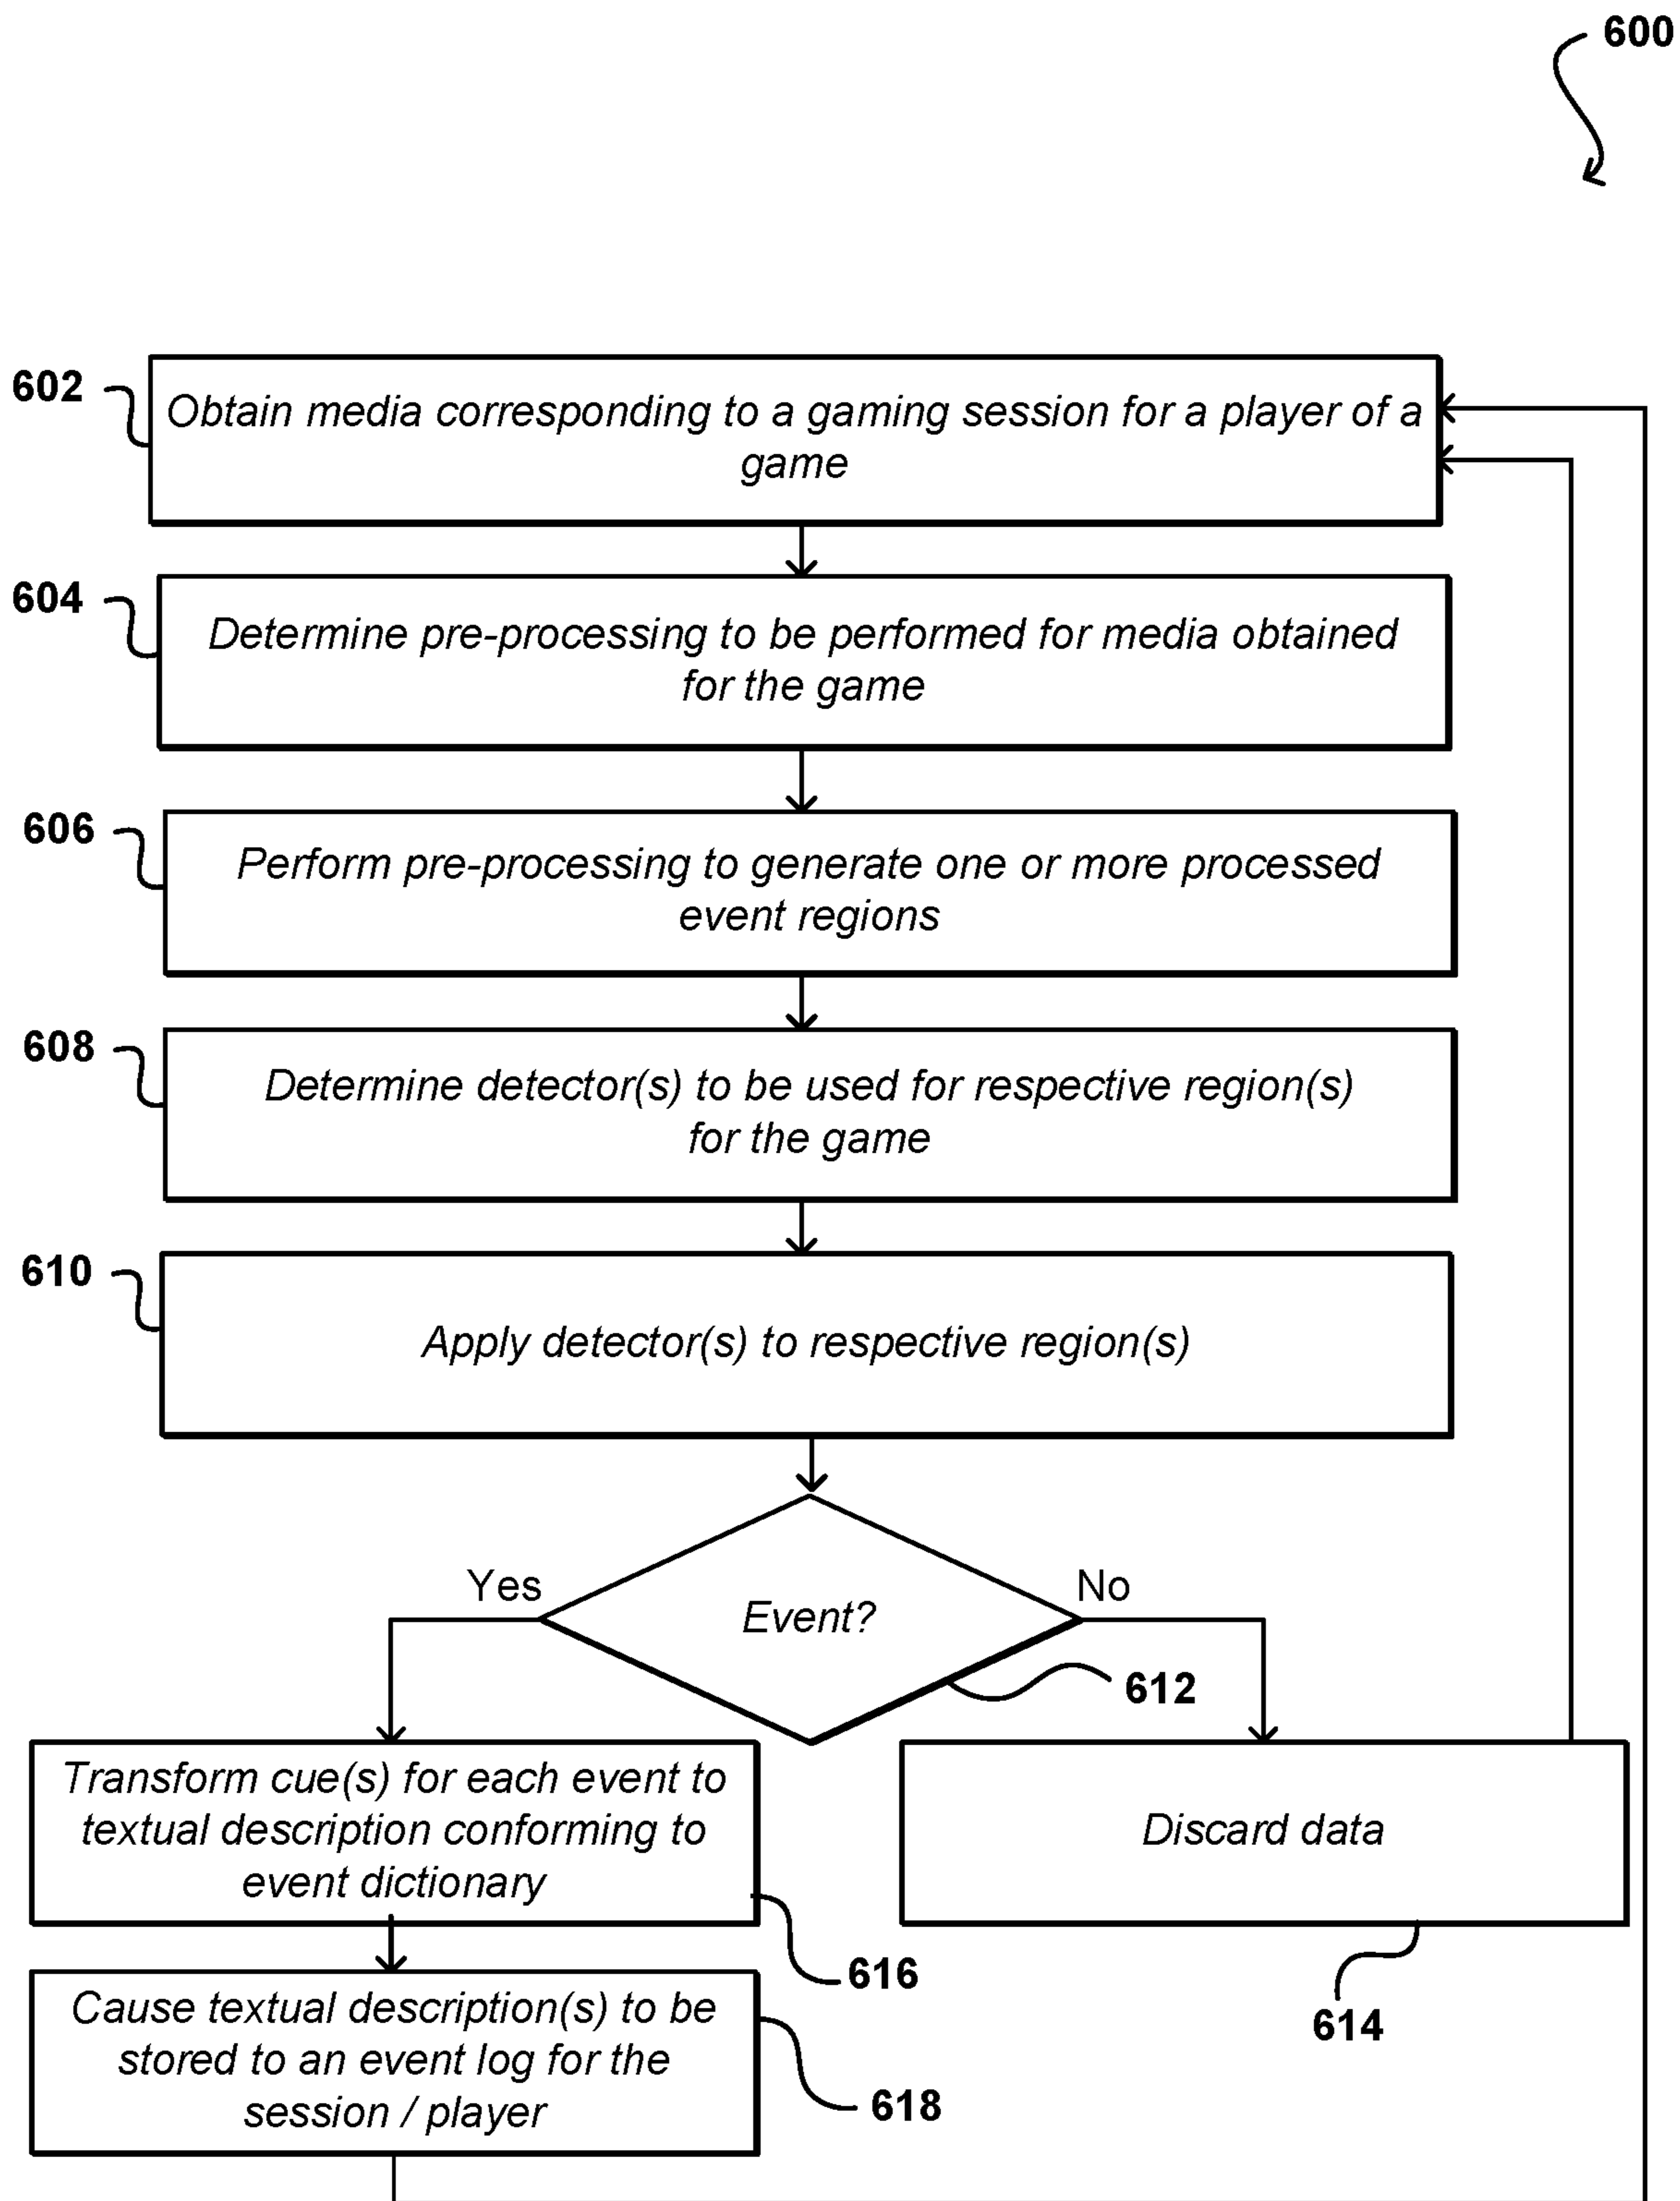 600
602
Obtain media corresponding to a gaming session for a player of a
game
604
Determine pre-processing to be performed for media obtained
for the game
606
Perform pre-processing to generate one or more processed
event regions
608
Determine detector(s) to be used for respective region(s)
for the game
610
Apply detector(s) to respective region(s)
Yes
No
Event?
612
Transform cue(s) for each event to
textual description conforming to
event dictionary
Discard data
616
614
Cause textual description(s) to be
stored to an event log for the
session / player
618